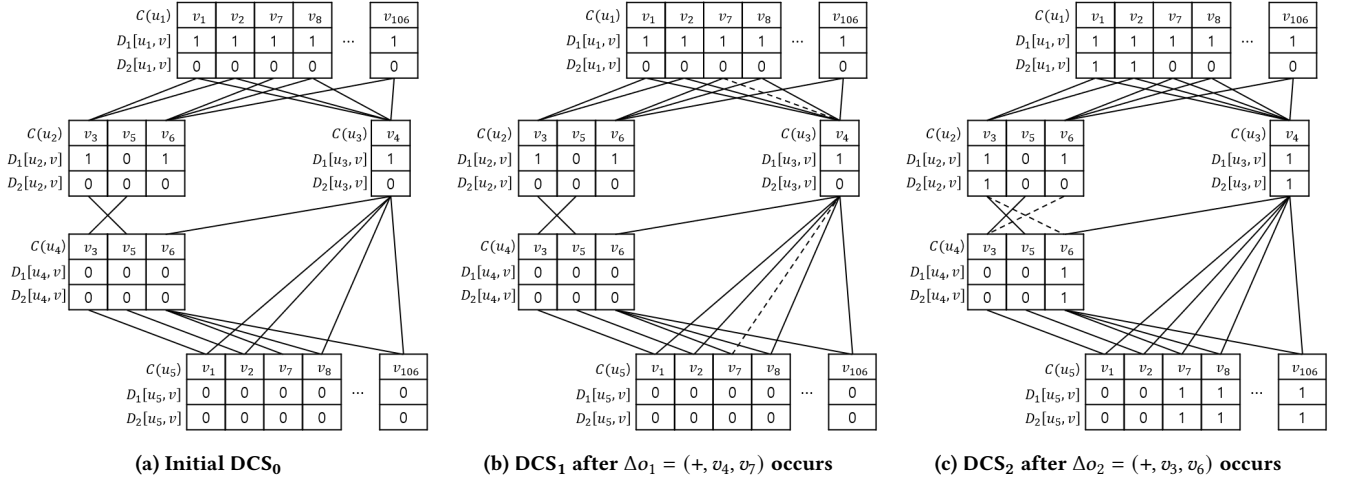 C(u₁) v₁ v₂ v₇ v₈ v₁₀₆
D₁[u₁, v] 1 1 1 1 ... 1
D₂[u₁, v] 0 0 0 0 0
C(u₂) v₃ v₅ v₆
D₁[u₂, v] 1 0 1
D₂[u₂, v] 0 0 0
C(u₃) v₄
D₁[u₃, v] 1
D₂[u₃, v] 0
C(u₄) v₃ v₅ v₆
D₁[u₄, v] 0 0 0
D₂[u₄, v] 0 0 0
C(u₅) v₁ v₂ v₇ v₈ v₁₀₆
D₁[u₅, v] 0 0 0 0 ... 0
D₂[u₅, v] 0 0 0 0 0
(a) Initial DCS₀
C(u₁) v₁ v₂ v₇ v₈ v₁₀₆
D₁[u₁, v] 1 1 1 1 ... 1
D₂[u₁, v] 0 0 0 0 0
C(u₂) v₃ v₅ v₆
D₁[u₂, v] 1 0 1
D₂[u₂, v] 0 0 0
C(u₃) v₄
D₁[u₃, v] 1
D₂[u₃, v] 0
C(u₄) v₃ v₅ v₆
D₁[u₄, v] 0 0 0
D₂[u₄, v] 0 0 0
C(u₅) v₁ v₂ v₇ v₈ v₁₀₆
D₁[u₅, v] 0 0 0 0 ... 0
D₂[u₅, v] 0 0 0 0 0
(b) DCS₁ after Δo₁ = (+, v₄, v₇) occurs
C(u₁) v₁ v₂ v₇ v₈ v₁₀₆
D₁[u₁, v] 1 1 1 1 ... 1
D₂[u₁, v] 1 1 0 0 0
C(u₂) v₃ v₅ v₆
D₁[u₂, v] 1 0 1
D₂[u₂, v] 1 0 0
C(u₃) v₄
D₁[u₃, v] 1
D₂[u₃, v] 1
C(u₄) v₃ v₅ v₆
D₁[u₄, v] 0 0 1
D₂[u₄, v] 0 0 1
C(u₅) v₁ v₂ v₇ v₈ v₁₀₆
D₁[u₅, v] 0 0 1 1 ... 1
D₂[u₅, v] 0 0 1 1 1
(c) DCS₂ after Δo₂ = (+, v₃, v₆) occurs